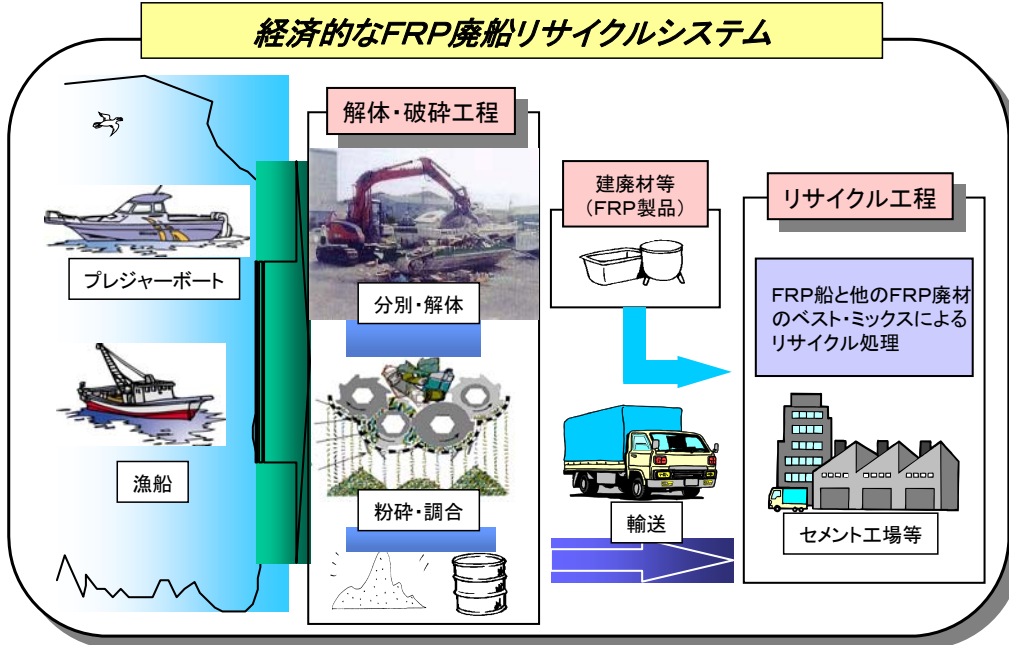 経済的なFRP廃船リサイクルシステム
解体・破砕工程
プレジャーボート
漁船
分別・解体
粉砕・調合
建廃材等
（FRP製品）
輸送
リサイクル工程
FRP船と他のFRP廃材
のベスト・ミックスによる
リサイクル処理
セメント工場等